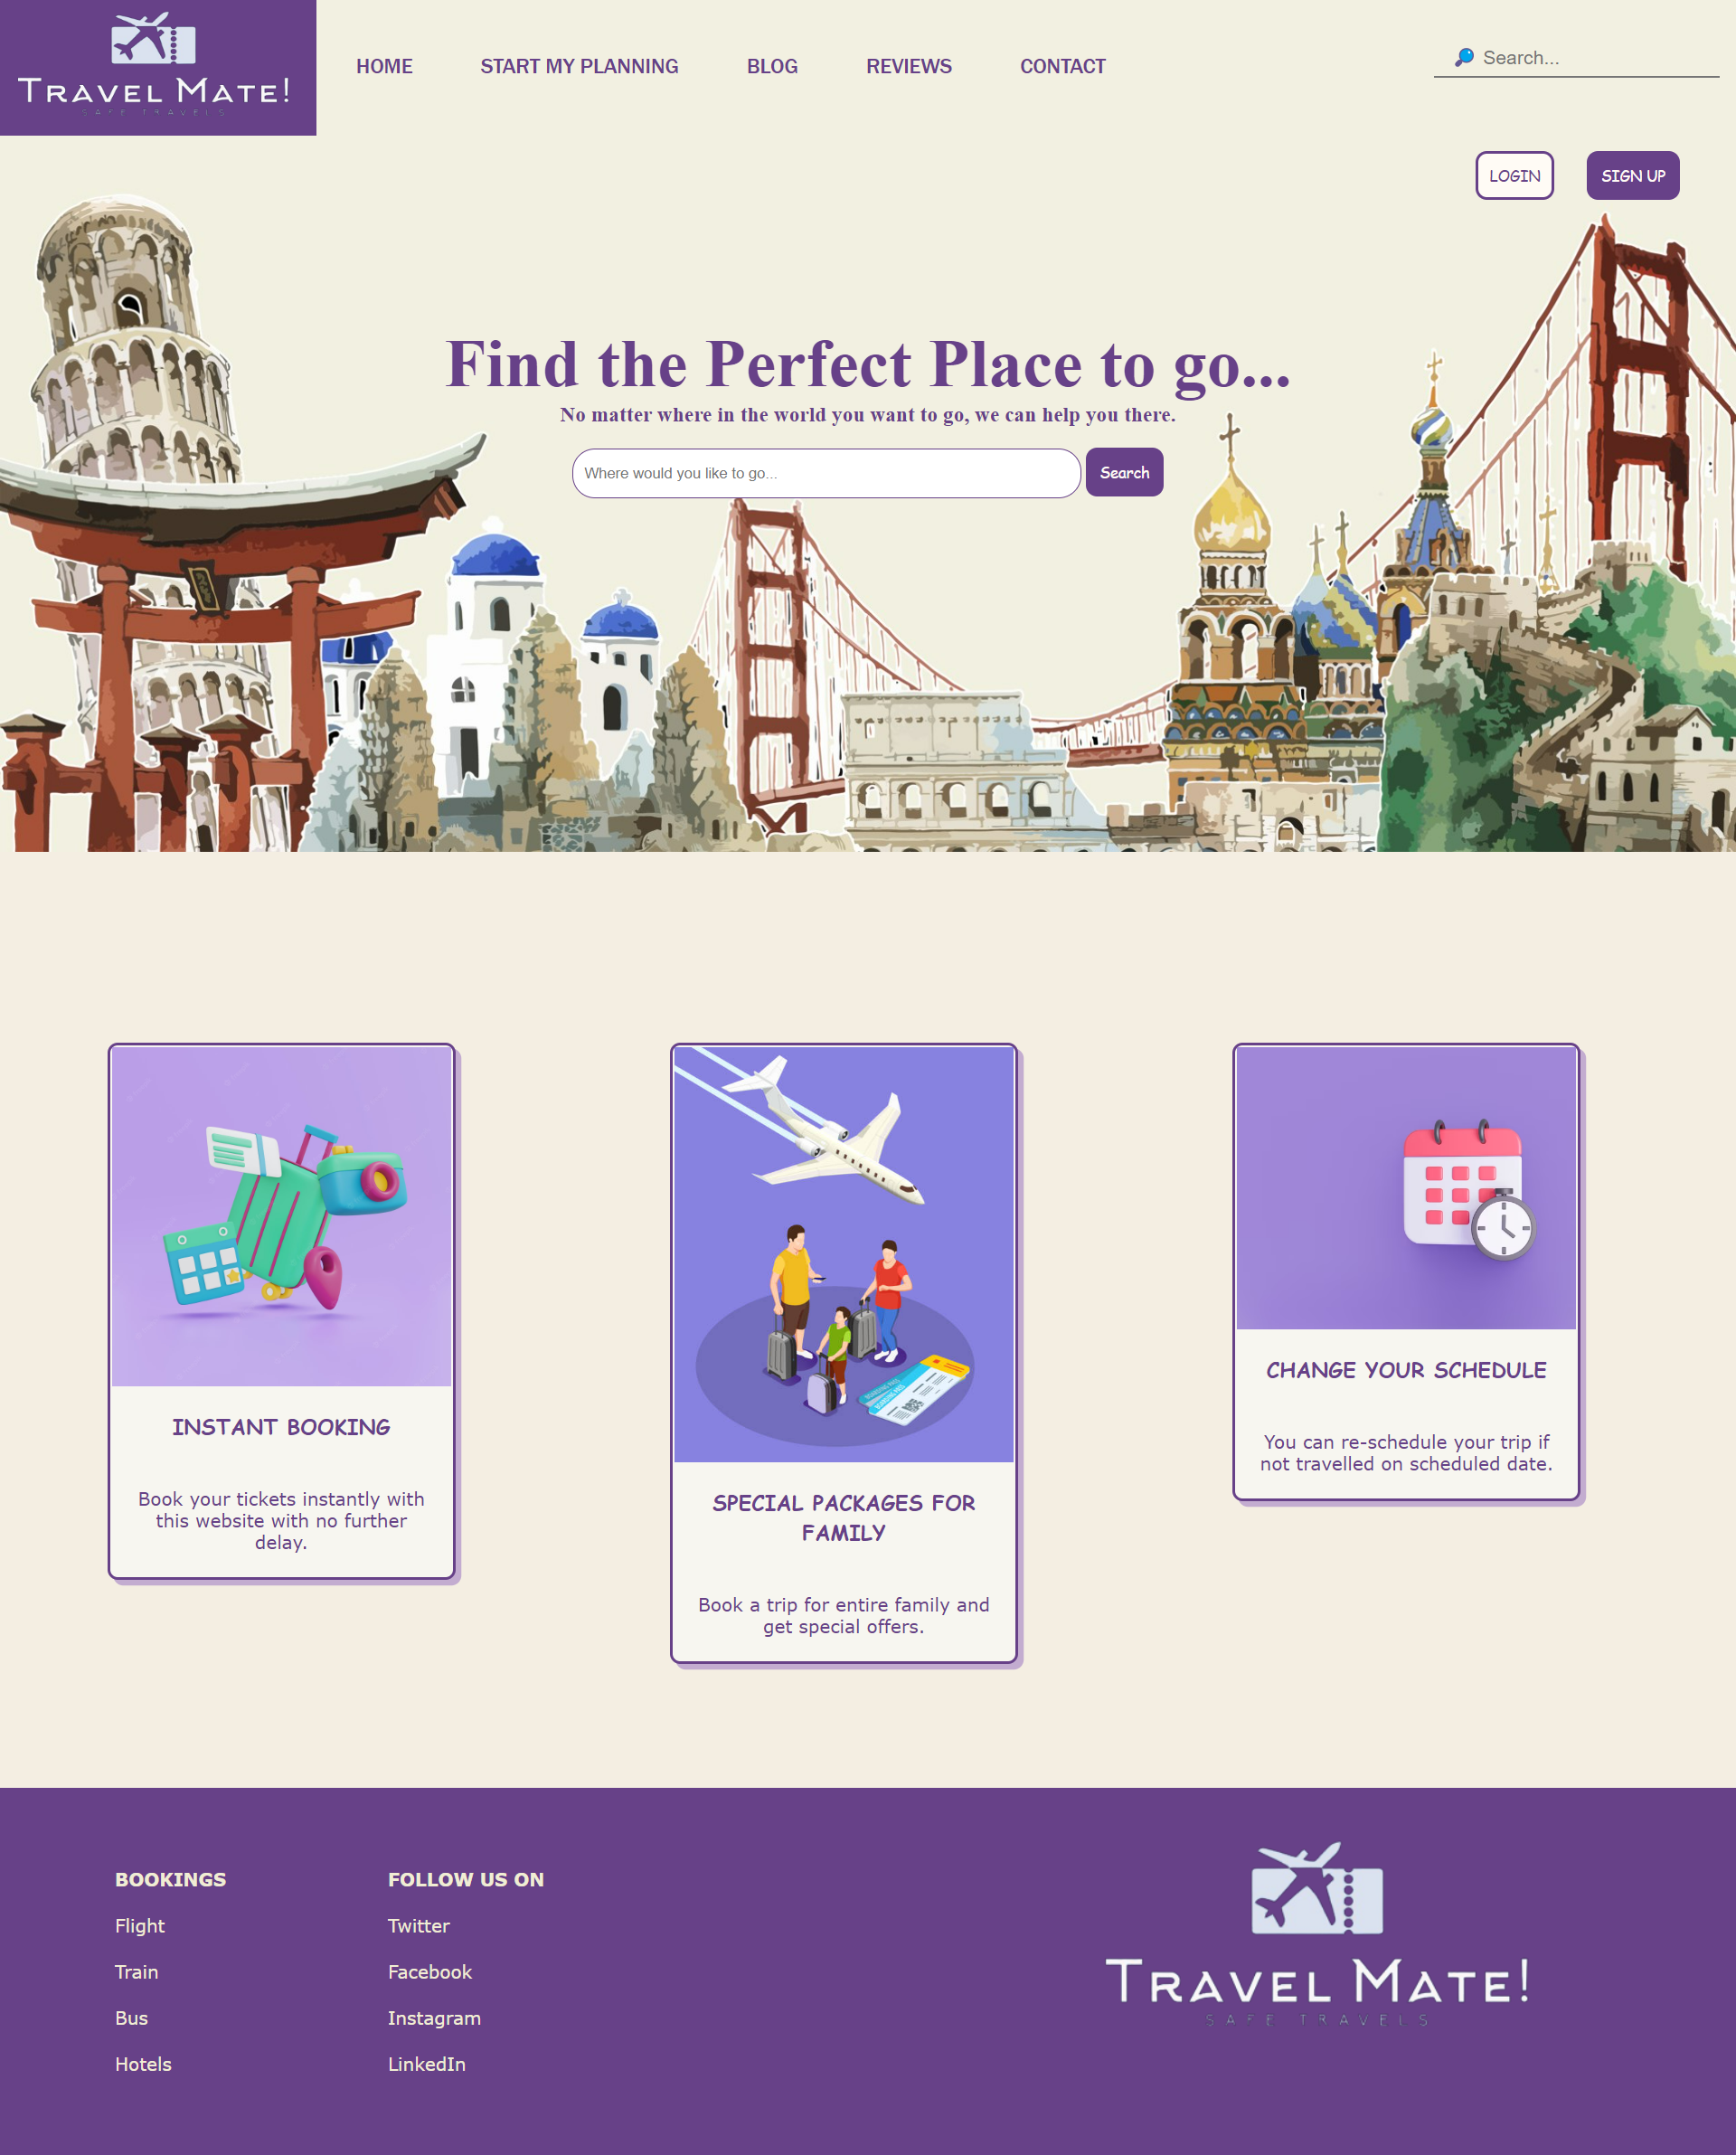 TRAVEL MATE!
SAFE TRAVELS
HOME
START MY PLANNING
BLOG
REVIEWS
CONTACT
Search...
LOGIN
SIGN UP
Find the Perfect Place to go...
No matter where in the world you want to go, we can help you there.
Where would you like to go...
Search
INSTANT BOOKING
Book your tickets instantly with
this website with no further
delay.
BOARDING PASS
BOARDING PASS
SPECIAL PACKAGES FOR
FAMILY
Book a trip for entire family and
get special offers.
CHANGE YOUR SCHEDULE
You can re-schedule your trip if
not travelled on scheduled date.
BOOKINGS
Flight
Train
Bus
Hotels
FOLLOW US ON
Twitter
Facebook
Instagram
LinkedIn
TRAVEL MATE!
SAFE TRAVELS